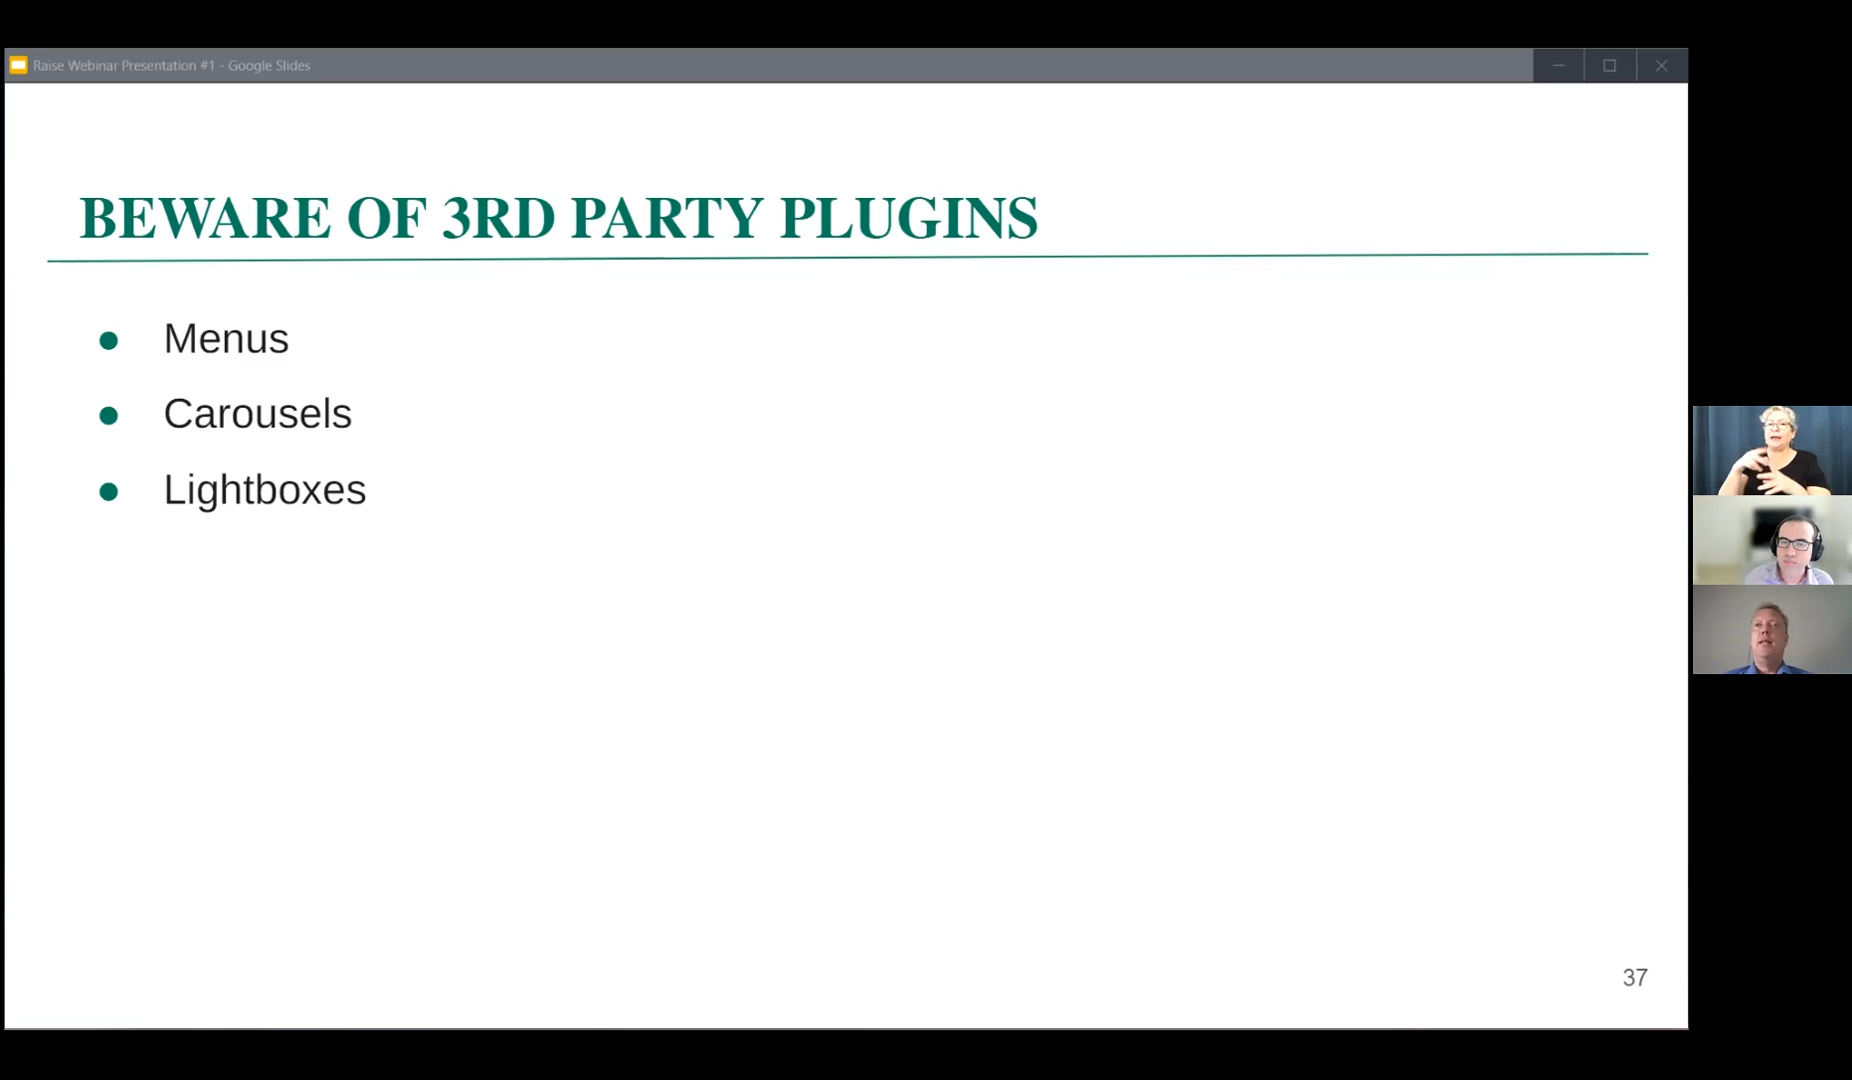 Raise Webinar Presentation #1 - Google Slides
BEWARE OF 3RD PARTY PLUGINS
● Menus
● Carousels
● Lightboxes
37